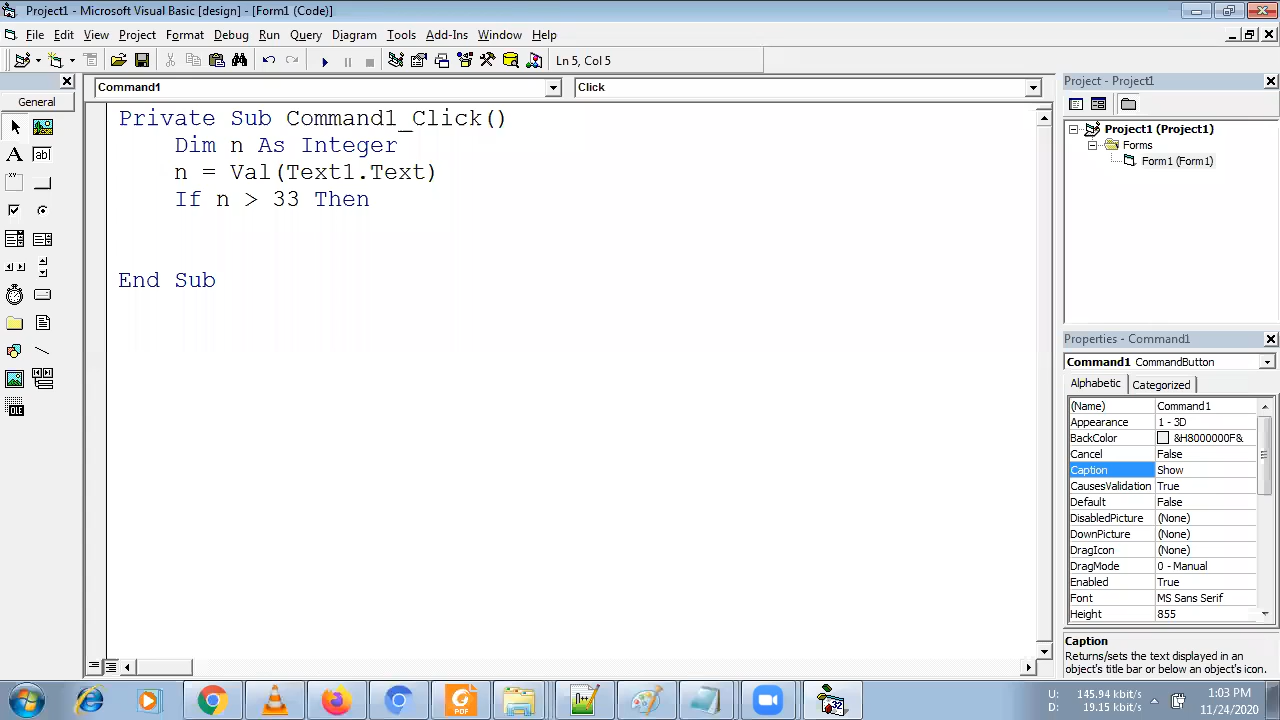 Project1 - Microsoft Visual Basic [design] - [Form1 (Code)]
File Edit View Project Format Debug Run Query Diagram Tools Add-Ins Window Help
Ln 5, Col 5
General
Command1
Click
Private Sub Command1_Click()
Dim n As Integer
n = Val(Text1.Text)
If n > 33 Then
End Sub
Project - Project1
Project1 (Project1)
Forms
Form1 (Form1)
Properties - Command1
Command1 CommandButton
Alphabetic Categorized
(Name) Command1
Appearance 1 - 3D
BackColor &H8000000F&
Cancel False
Caption Show
CausesValidation True
Default False
DisabledPicture (None)
DownPicture (None)
DragIcon (None)
DragMode 0 - Manual
Enabled True
Font MS Sans Serif
Height 855
Caption
Returns/sets the text displayed in an
object's title bar or below an object's icon.
U: 145.94 kbit/s
D: 19.15 kbit/s
1:03 PM
11/24/2020